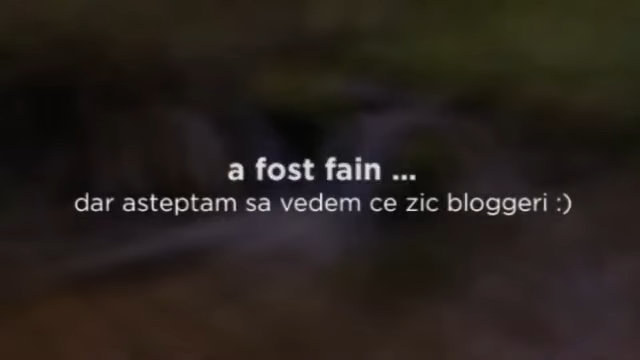 a fost fain ...
dar asteptam sa vedem ce zic bloggeri :)